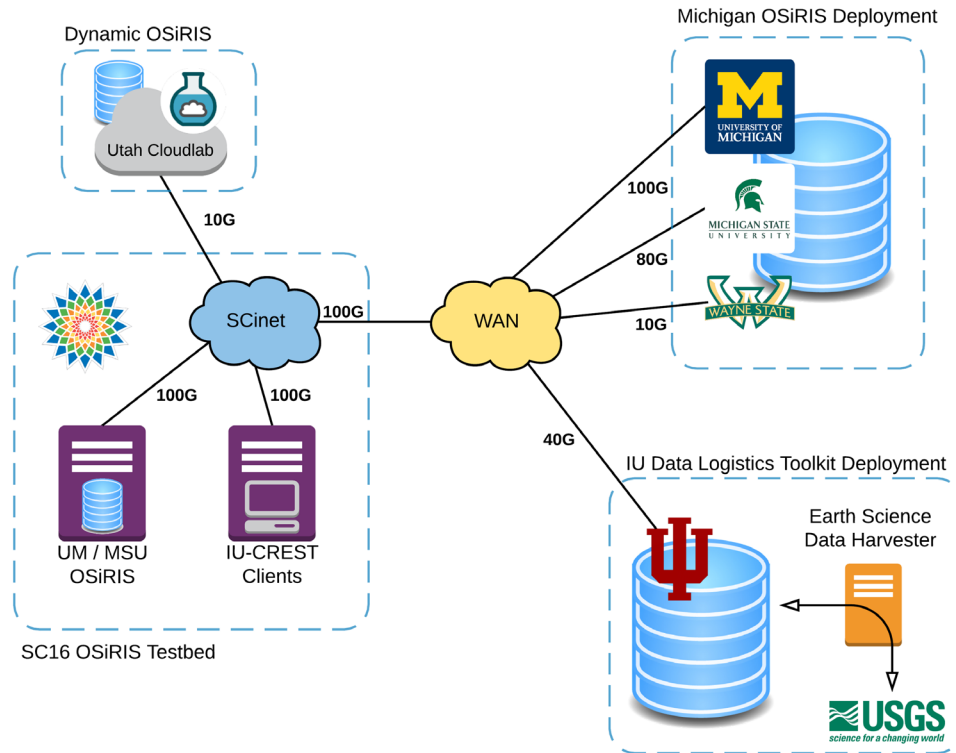 Dynamic OSiRIS
Utah Cloudlab
10G
Michigan OSiRIS Deployment
M
UNIVERSITY OF
MICHIGAN
100G
MICHIGAN STATE
UNIVERSITY
80G
W
WAYNE STATE
10G
SCinet
100G
WAN
100G
100G
UM / MSU
OSiRIS
IU-CREST
Clients
SC16 OSiRIS Testbed
40G
IU Data Logistics Toolkit Deployment
Earth Science
Data Harvester
USGS
science for a changing world